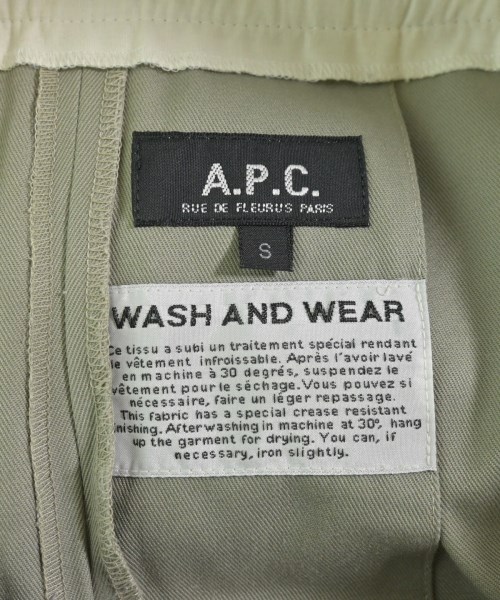 A.P.C.
RUE DE FLEURUS PARIS
S
WASH AND WEAR
Ce tissu a subi un traitement spécial rendant
le vêtement infroissable. Après l'avoir lavé
en machine à 30 degrés, suspendez le
vêtement pour le séchage. Vous pouvez si
nécessaire, faire un léger repassage.
This fabric has a special crease resistant
finishing. After washing in machine at 30°, hang
up the garment for drying. You can, if
necessary, iron slightly.